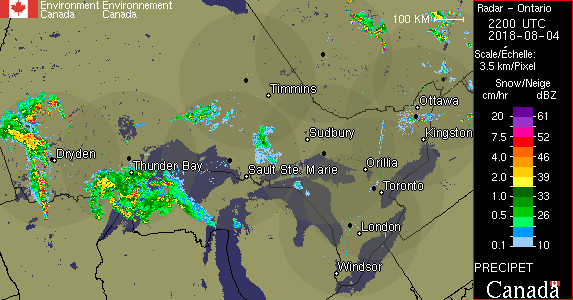 Environment Environnement
Canada Canada
100 KM
Timmins
Ottawa
Sudbury
Kingston
Dryden
Thunder Bay
Sault Ste. Marie
Orillia
Toronto
London
Windsor
Radar - Ontario
2200 UTC
2018-08-04
Scale/Échelle:
3.5 km/Pixel
Snow/Neige
cm/hr dBZ
20 61
7.5 52
4.0 46
2.0 39
1.0 33
0.5 26
0.1 10
PRECIPET
Canada